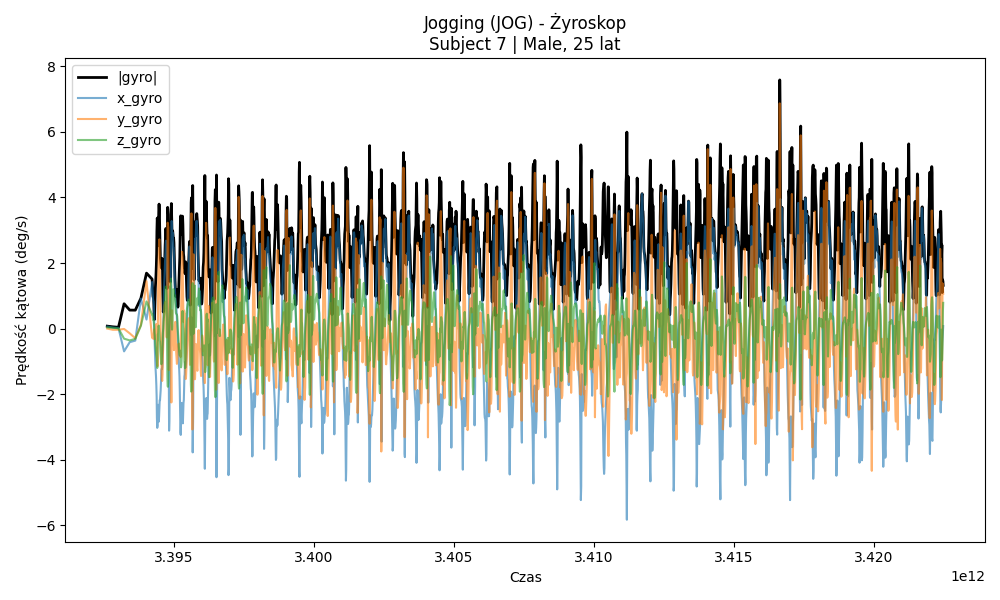 Jogging (JOG) - Żyroskop
Subject 7 | Male, 25 lat
|gyro|
x_gyro
y_gyro
z_gyro
Prędkość kątowa (deg/s)
8
6
4
2
0
−2
−4
−6
3.395 3.400 3.405 3.410 3.415 3.420
1e12
Czas